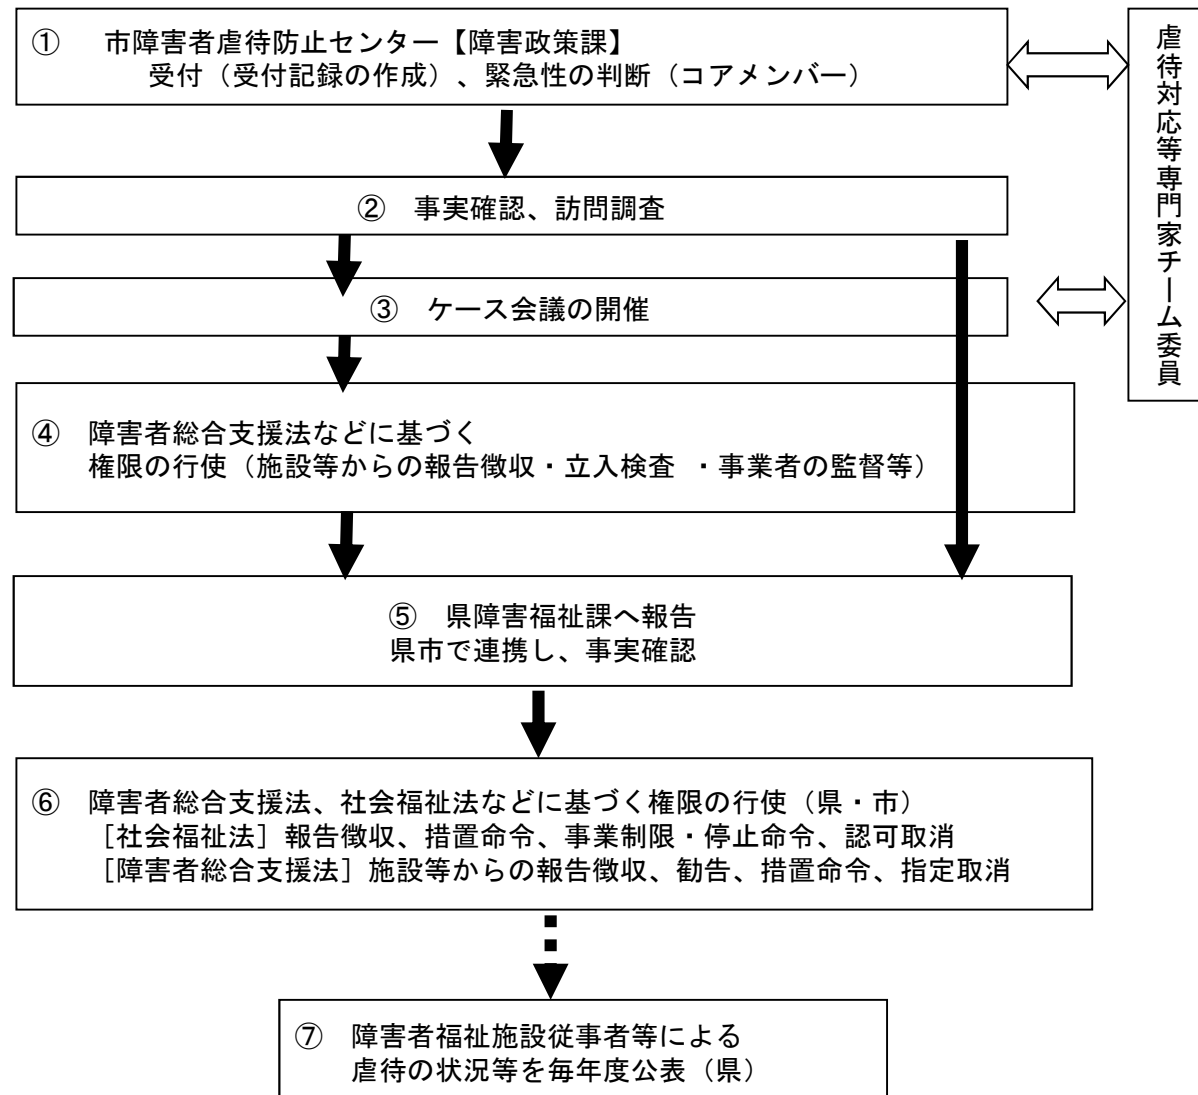 ① 市障害者虐待防止センター【障害政策課】
受付（受付記録の作成）、緊急性の判断（コアメンバー）
虐待対応等専門家チーム委員
② 事実確認、訪問調査
③ ケース会議の開催
④ 障害者総合支援法などに基づく
権限の行使（施設等からの報告徴収・立入検査 ・事業者の監督等）
⑤ 県障害福祉課へ報告
県市で連携し、事実確認
⑥ 障害者総合支援法、社会福祉法などに基づく権限の行使（県・市）
［社会福祉法］報告徴収、措置命令、事業制限・停止命令、認可取消
［障害者総合支援法］施設等からの報告徴収、勧告、措置命令、指定取消
⑦ 障害者福祉施設従事者等による
虐待の状況等を毎年度公表（県）